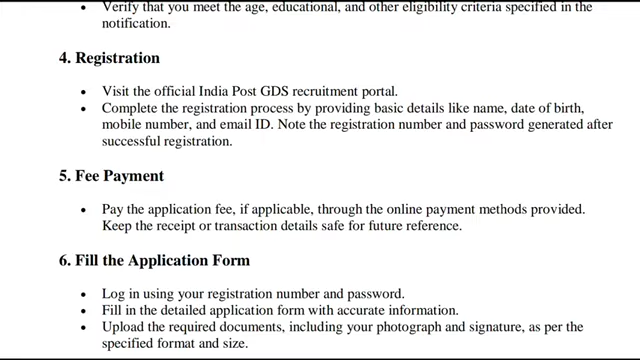 • Verify that you meet the age, educational, and other eligibility criteria specified in the
notification.
4. Registration
• Visit the official India Post GDS recruitment portal.
• Complete the registration process by providing basic details like name, date of birth,
mobile number, and email ID. Note the registration number and password generated after
successful registration.
5. Fee Payment
• Pay the application fee, if applicable, through the online payment methods provided.
Keep the receipt or transaction details safe for future reference.
6. Fill the Application Form
• Log in using your registration number and password.
• Fill in the detailed application form with accurate information.
• Upload the required documents, including your photograph and signature, as per the
specified format and size.